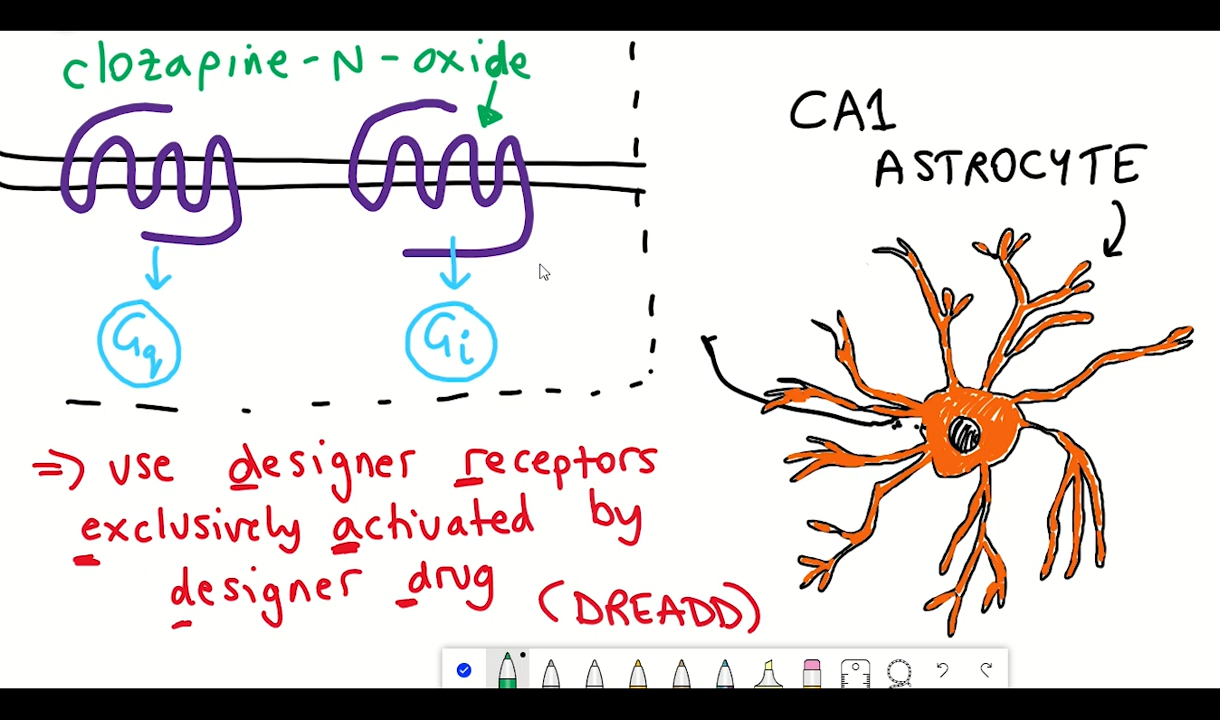 clozapine-N-oxide
Gq
Gi
=> use designer receptors
exclusively activated by
designer drug
(DREADD)
CA1
ASTROCYTE